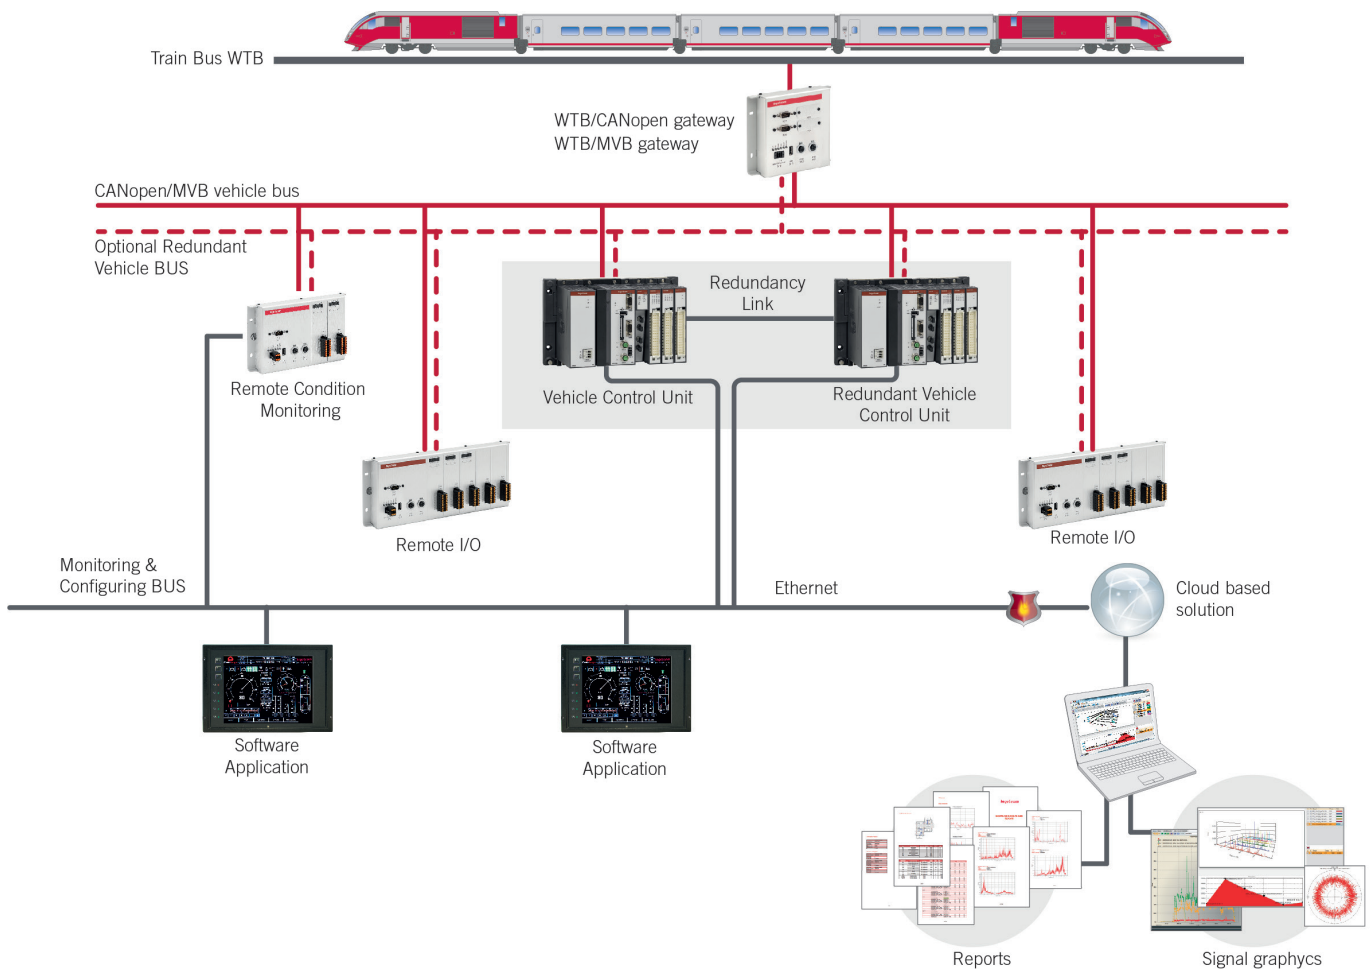 Train Bus WTB
WTB/CANopen gateway
WTB/MVB gateway
CANopen/MVB vehicle bus
Optional Redundant
Vehicle BUS
Redundancy
Link
Remote Condition
Monitoring
Vehicle Control Unit
Redundant Vehicle
Control Unit
Remote I/O
Remote I/O
Monitoring &
Configuring BUS
Ethernet
Cloud based
solution
Software
Application
Software
Application
Reports
Signal graphycs